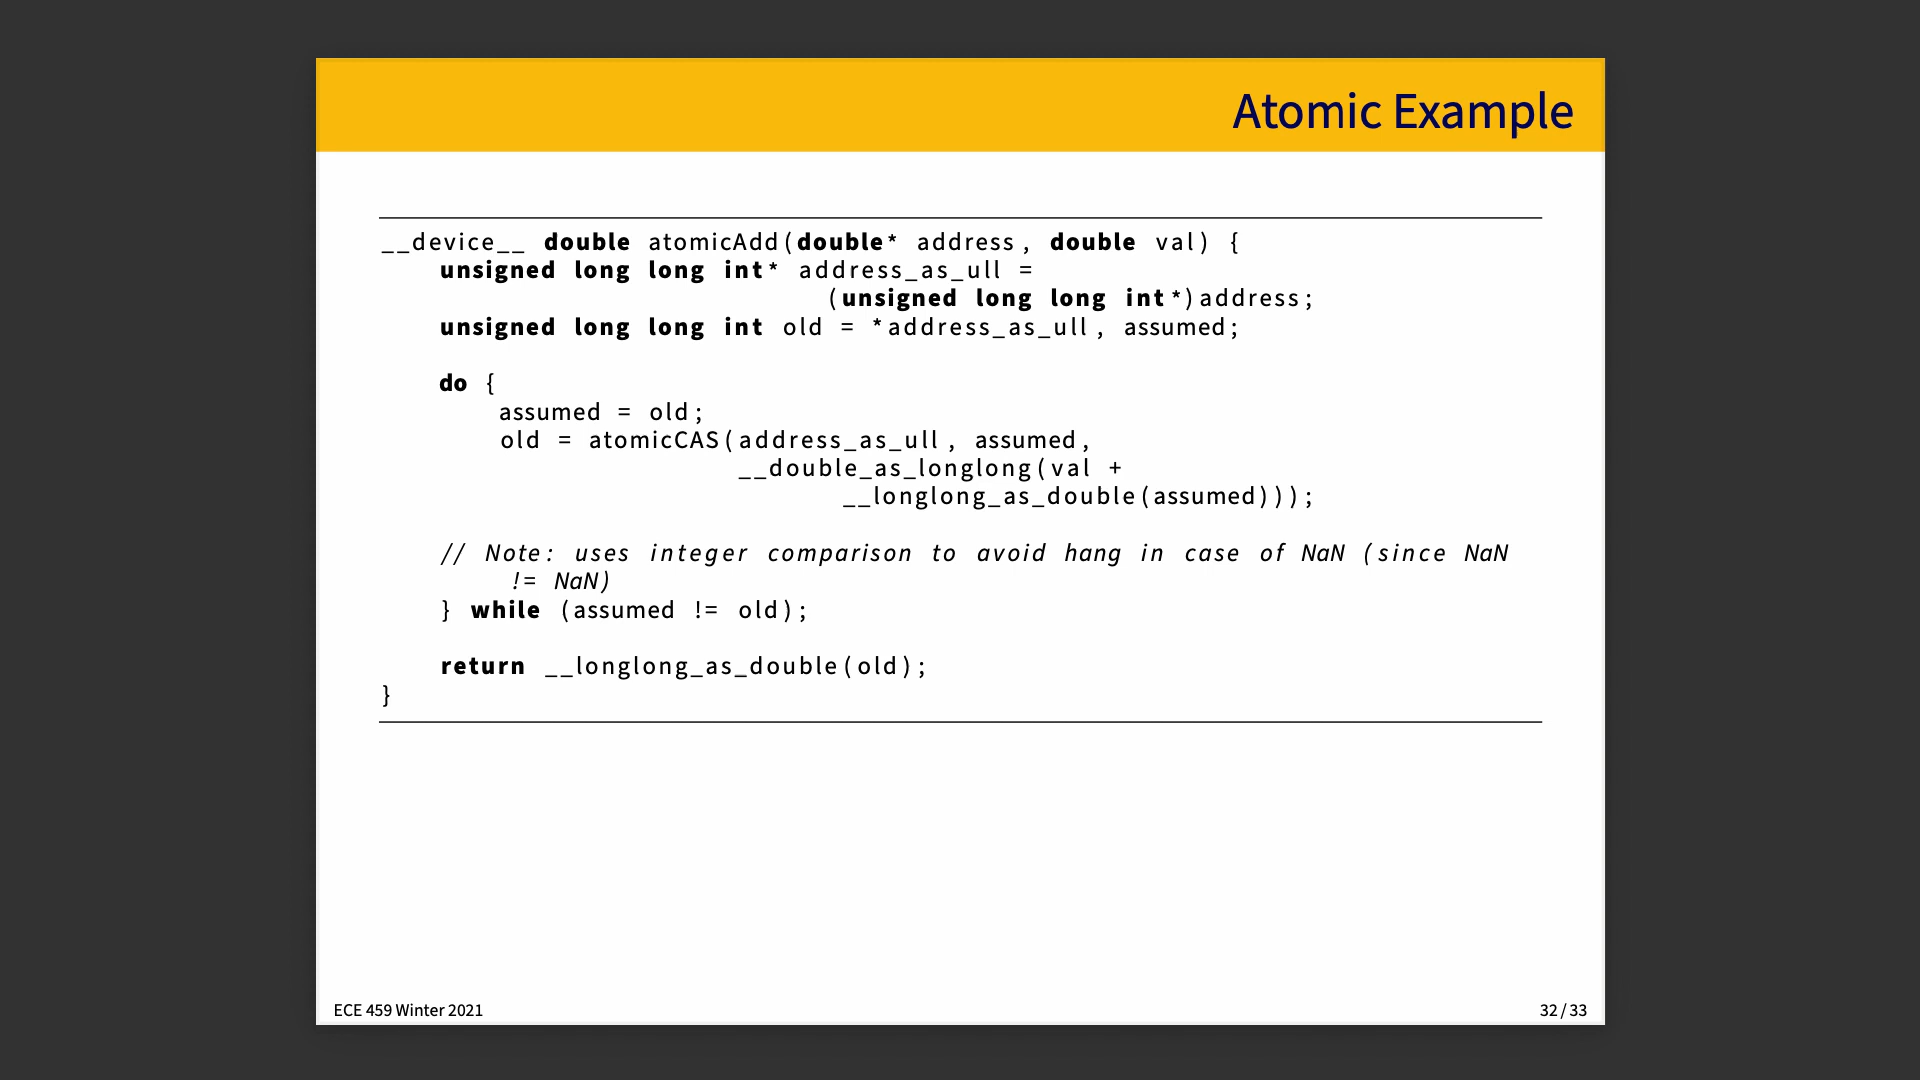 Atomic Example
__device__ double atomicAdd(double* address, double val) {
unsigned long long int* address_as_ull =
(unsigned long long int*)address;
unsigned long long int old = *address_as_ull, assumed;
do {
assumed = old;
old = atomicCAS(address_as_ull, assumed,
__double_as_longlong(val +
__longlong_as_double(assumed)));
// Note: uses integer comparison to avoid hang in case of NaN (since NaN
!= NaN)
} while (assumed != old);
return __longlong_as_double(old);
}
ECE 459 Winter 2021
32 / 33